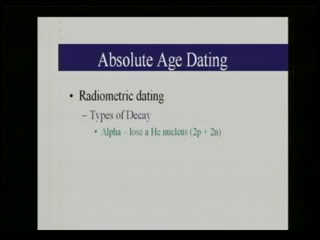 Absolute Age Dating
• Radiometric dating
– Types of Decay
• Alpha – lose a He nucleus (2p + 2n)